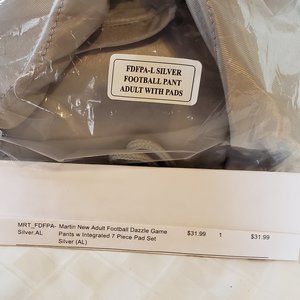 FDFPA-L SILVER
FOOTBALL PANT
ADULT WITH PADS
MRT_FDFPA- Martin New Adult Football Dazzle Game $31.99 1 $31.99
Silver AL Pants w Integrated 7 Piece Pad Set
Silver (AL)